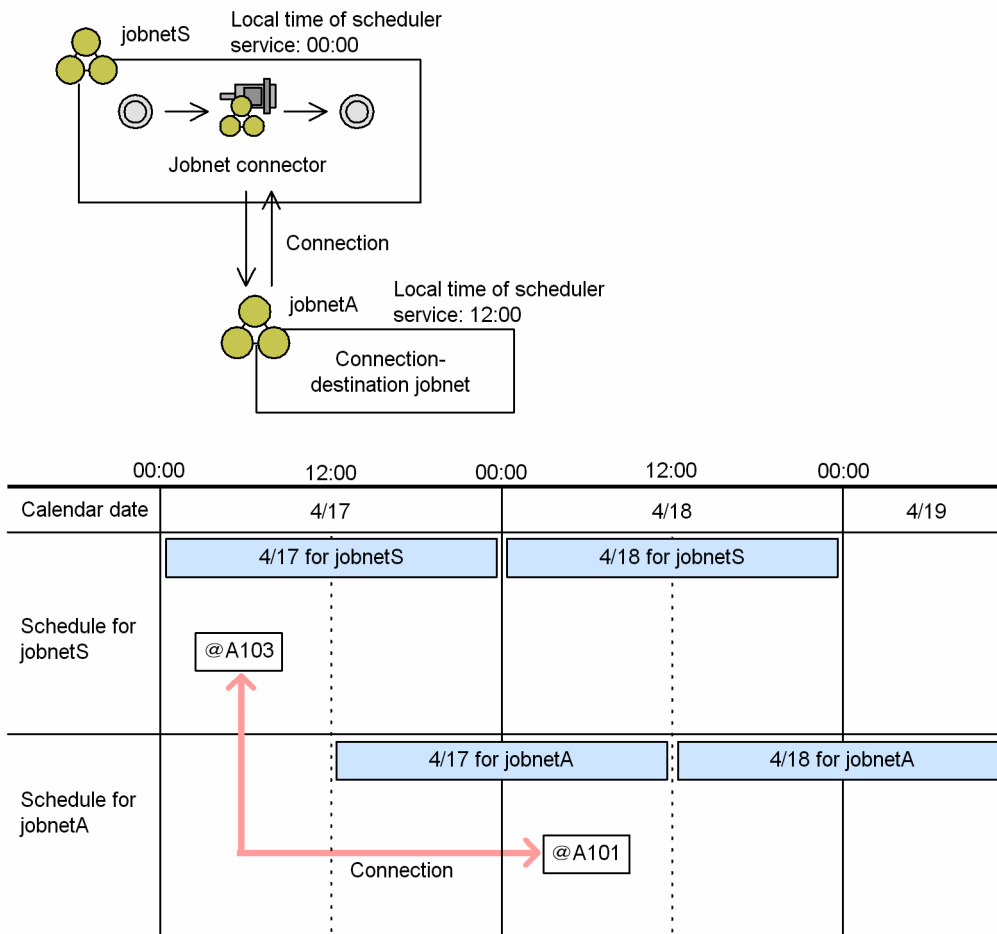 jobnetS
Local time of scheduler
service: 00:00
Jobnet connector
Connection
jobnetA
Local time of scheduler
service: 12:00
Connection-
destination jobnet
00:00 12:00 00:00 12:00 00:00
Calendar date 4/17 4/18 4/19
4/17 for jobnetS 4/18 for jobnetS
Schedule for
jobnetS
@A103
4/17 for jobnetA 4/18 for jobnetA
Schedule for
jobnetA
@A101
Connection